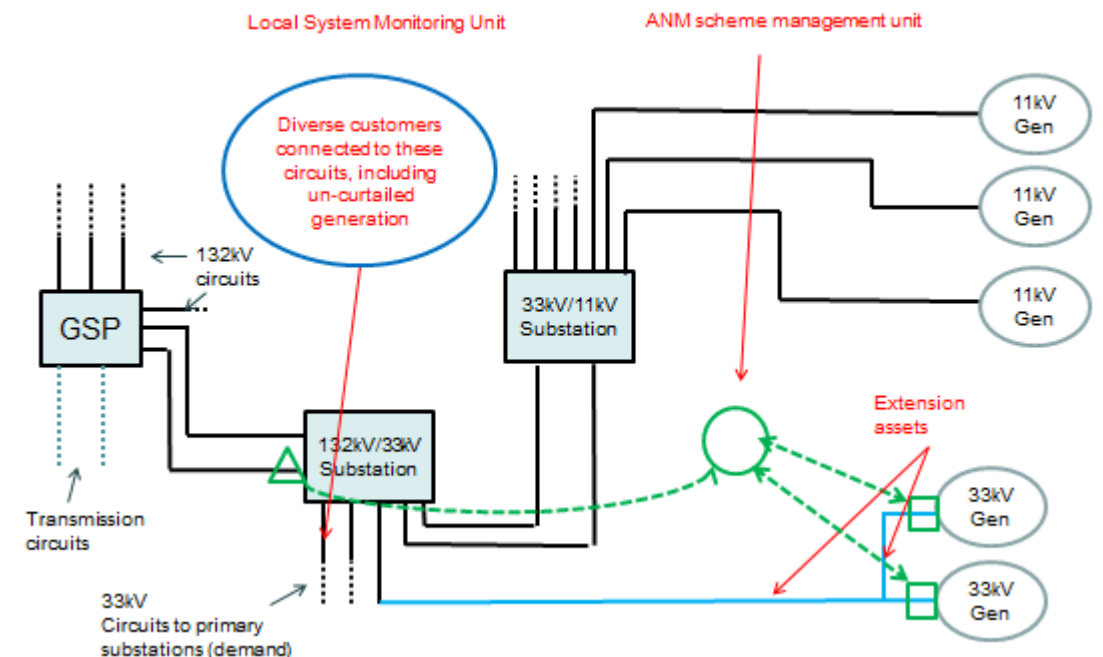 Local System Monitoring Unit
ANM scheme management unit
Diverse customers
connected to these
circuits, including
un-curtailed
generation
11kV
Gen
11kV
Gen
11kV
Gen
132kV
circuits
GSP
33kV/11kV
Substation
132kV/33kV
Substation
Extension
assets
Transmission
circuits
33kV
Gen
33kV
Gen
33kV
Circuits to primary
substations (demand)